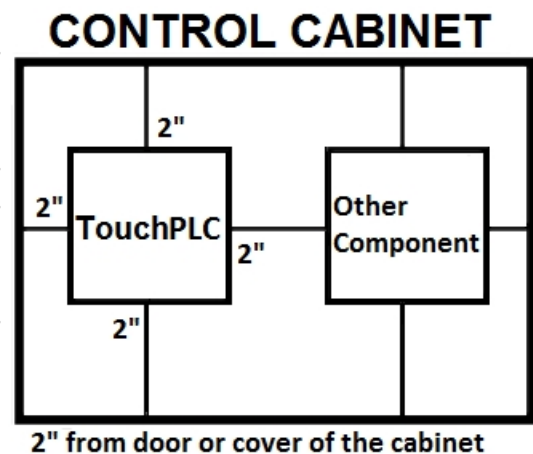 CONTROL CABINET
2"
2"
TouchPLC
2"
2"
Other
Component
2" from door or cover of the cabinet